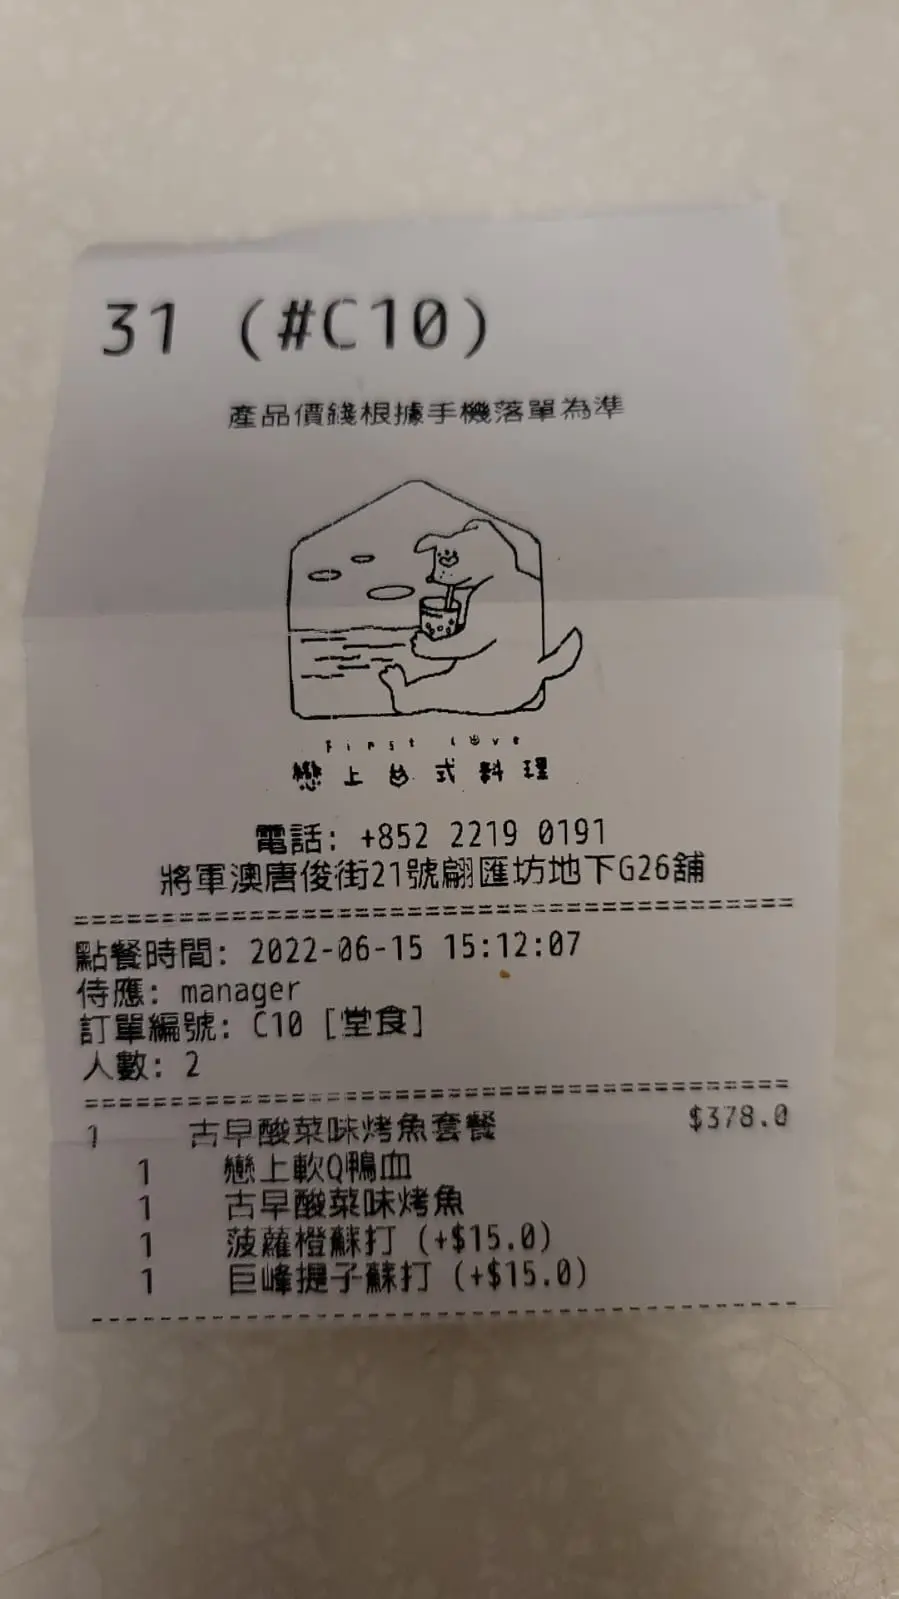 31 (#C10)
產品價錢根據手機落單為準
First Love
戀上台式料理
電話: +852 2219 0191
將軍澳唐俊街21號翩匯坊地下G26舖
點餐時間: 2022-06-15 15:12:07
侍應: manager
訂單編號: C10 [堂食]
人數: 2
1 古早酸菜味烤魚套餐 $378.0
1 戀上軟Q鴨血
1 古早酸菜味烤魚
1 菠蘿橙蘇打 (+$15.0)
1 巨峰提子蘇打 (+$15.0)